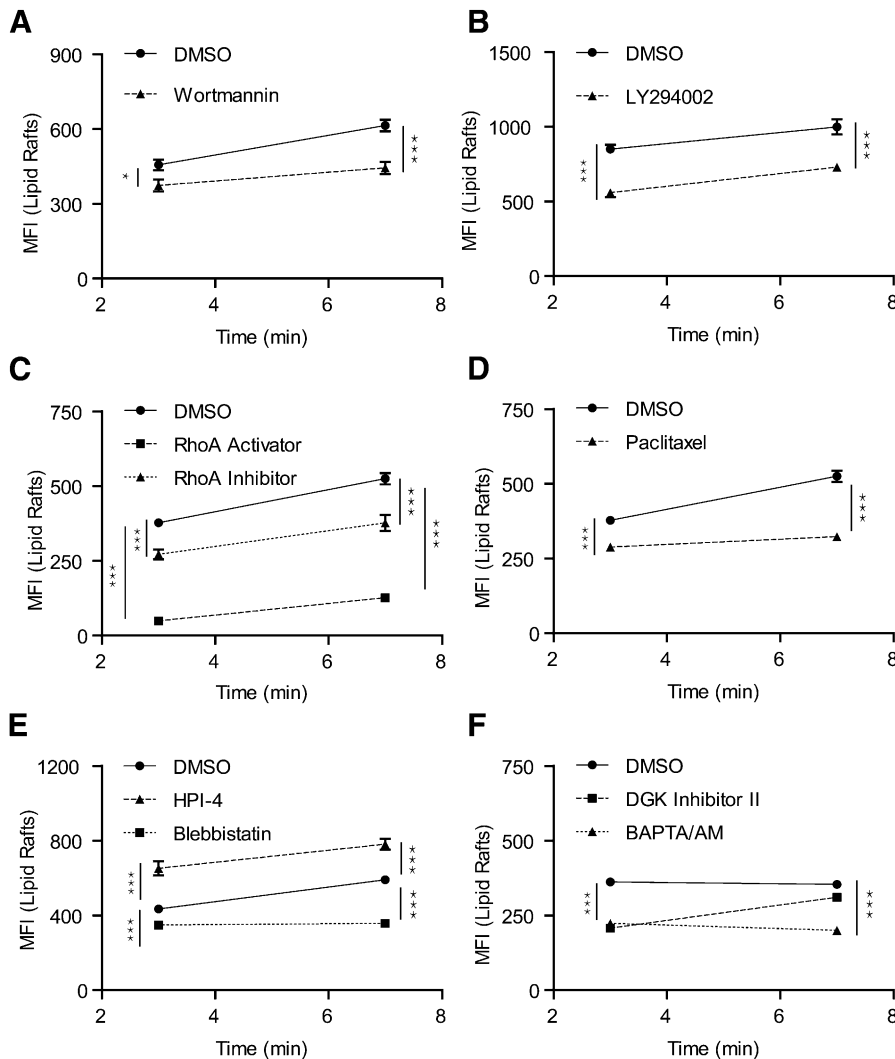 A
900
600
300
0
MFI (Lipid Rafts)
DMSO
Wortmannin
*
***
2 4 6 8
Time (min)
B
1500
1000
500
0
MFI (Lipid Rafts)
DMSO
LY294002
***
***
2 4 6 8
Time (min)
C
750
500
250
0
MFI (Lipid Rafts)
DMSO
RhoA Activator
RhoA Inhibitor
***
***
***
***
2 4 6 8
Time (min)
D
750
500
250
0
MFI (Lipid Rafts)
DMSO
Paclitaxel
***
***
2 4 6 8
Time (min)
E
1200
800
400
0
MFI (Lipid Rafts)
DMSO
HPI-4
Blebbistatin
***
***
***
***
2 4 6 8
Time (min)
F
750
500
250
0
MFI (Lipid Rafts)
DMSO
DGK Inhibitor II
BAPTA/AM
***
***
2 4 6 8
Time (min)